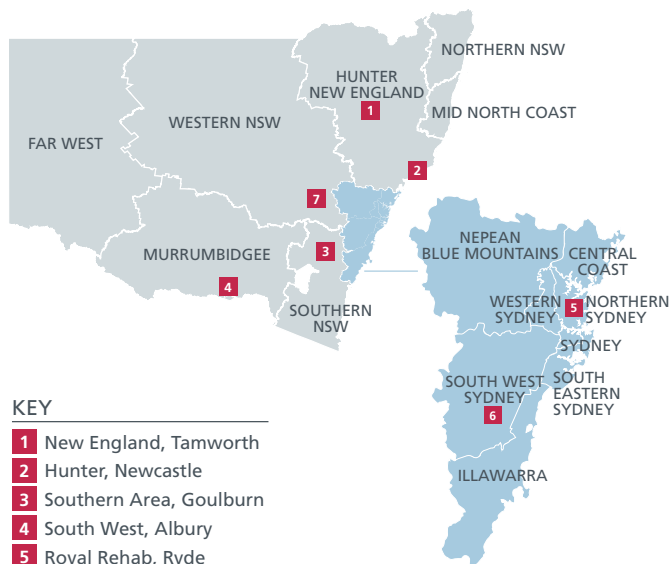 NORTHERN NSW
HUNTER
NEW ENGLAND
1
MID NORTH COAST
WESTERN NSW
FAR WEST
2
7
NEPEAN
BLUE MOUNTAINS
MURRUMBIDGEE
3
CENTRAL
COAST
4
WESTERN
SYDNEY
5
NORTHERN
SYDNEY
SOUTHERN
NSW
SYDNEY
SOUTH WEST
SYDNEY
SOUTH
EASTERN
SYDNEY
6
ILLAWARRA
KEY
1 New England, Tamworth
2 Hunter, Newcastle
3 Southern Area, Goulburn
4 South West, Albury
5 Royal Rehab, Ryde